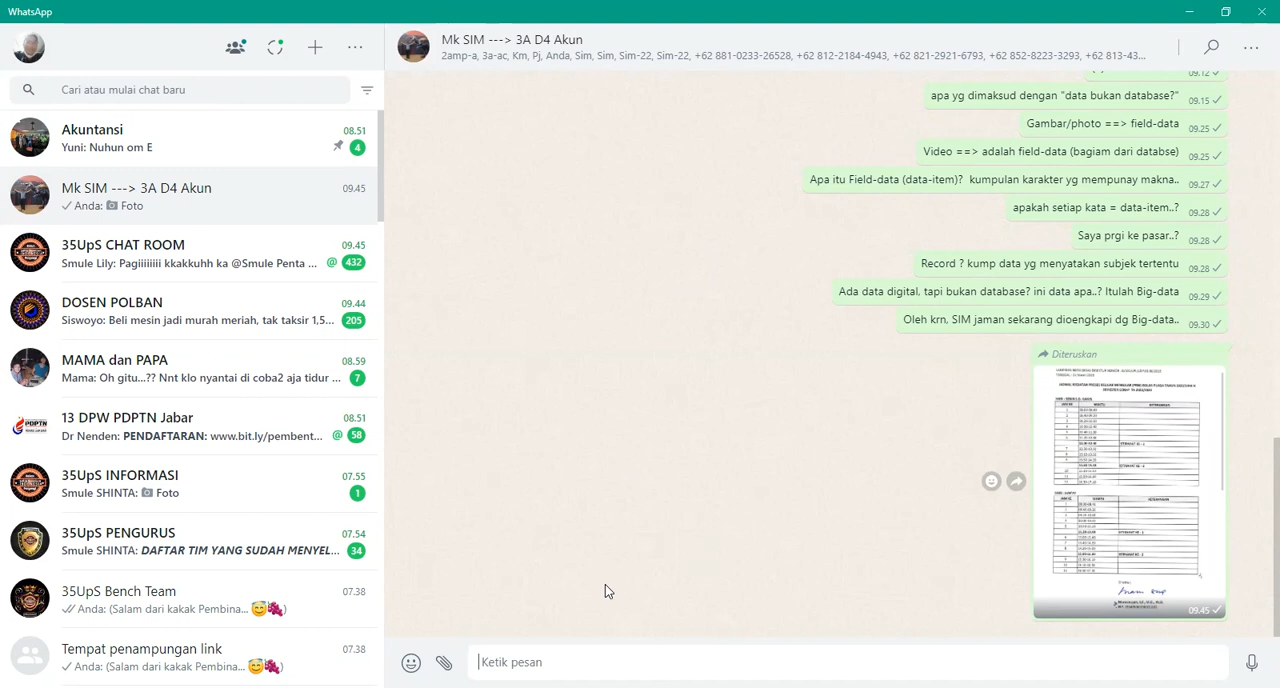 WhatsApp
Cari atau mulai chat baru
Akuntansi
08.51
Yuni: Nuhun om E
4
Mk SIM ---> 3A D4 Akun
09.45
Anda: Foto
35UpS CHAT ROOM
09.45
Smule Lily: Pagiiiiiiii kkakkuhh ka @Smule Penta ...
@ 432
DOSEN POLBAN
09.44
Siswoyo: Beli mesin jadi murah meriah, tak taksir 1,5...
205
MAMA dan PAPA
08.59
Mama: Oh gitu...?? Nnt klo nyantai di coba2 aja tidur ...
7
13 DPW PDPTN Jabar
08.51
Dr Nenden: PENDAFTARAN: www.bit.ly/pembent...
@ 58
35UpS INFORMASI
07.55
Smule SHINTA: Foto
1
35UpS PENGURUS
07.54
Smule SHINTA: DAFTAR TIM YANG SUDAH MENYEL...
34
35UpS Bench Team
07.38
Anda: (Salam dari kakak Pembina... 😇🍇)
Tempat penampungan link
07.38
Anda: (Salam dari kakak Pembina... 😇🍇)
Mk SIM ---> 3A D4 Akun
2amp-a, 3a-ac, Km, Pj, Anda, Sim, Sim-22, Sim-22, +62 881-0233-26528, +62 812-2184-4943, +62 821-2921-6793, +62 852-8223-3293, +62 813-43...
09.12
apa yg dimaksud dengan "data bukan database?"
09.15
Gambar/photo ==> field-data
09.25
Video ==> adalah field-data (bagiam dari databse)
09.25
Apa itu Field-data (data-item)? kumpulan karakter yg mempunay makna..
09.27
apakah setiap kata = data-item..?
09.28
Saya prgi ke pasar..?
09.28
Record ? kump data yg menyatakan subjek tertentu
09.28
Ada data digital, tapi bukan database? ini data apa..? Itulah Big-data
09.29
Oleh krn, SIM jaman sekarang dioengkapi dg Big-data..
09.30
Diteruskan
09.45
Ketik pesan